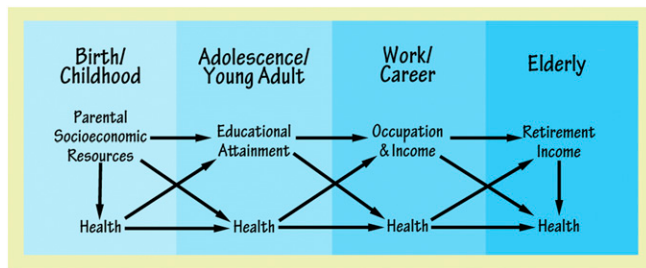 Birth/
Childhood
Adolescence/
Young Adult
Work/
Career
Elderly
Parental
Socioeconomic
Resources
Educational
Attainment
Occupation
& Income
Retirement
Income
Health
Health
Health
Health